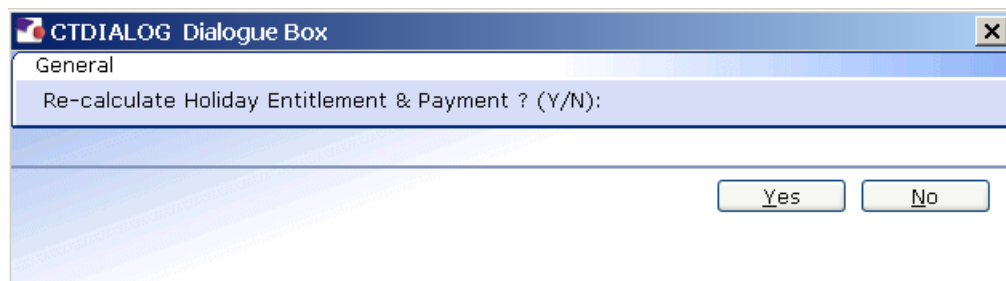 CTDIALOG Dialogue Box
General
Re-calculate Holiday Entitlement & Payment ? (Y/N):
Yes No